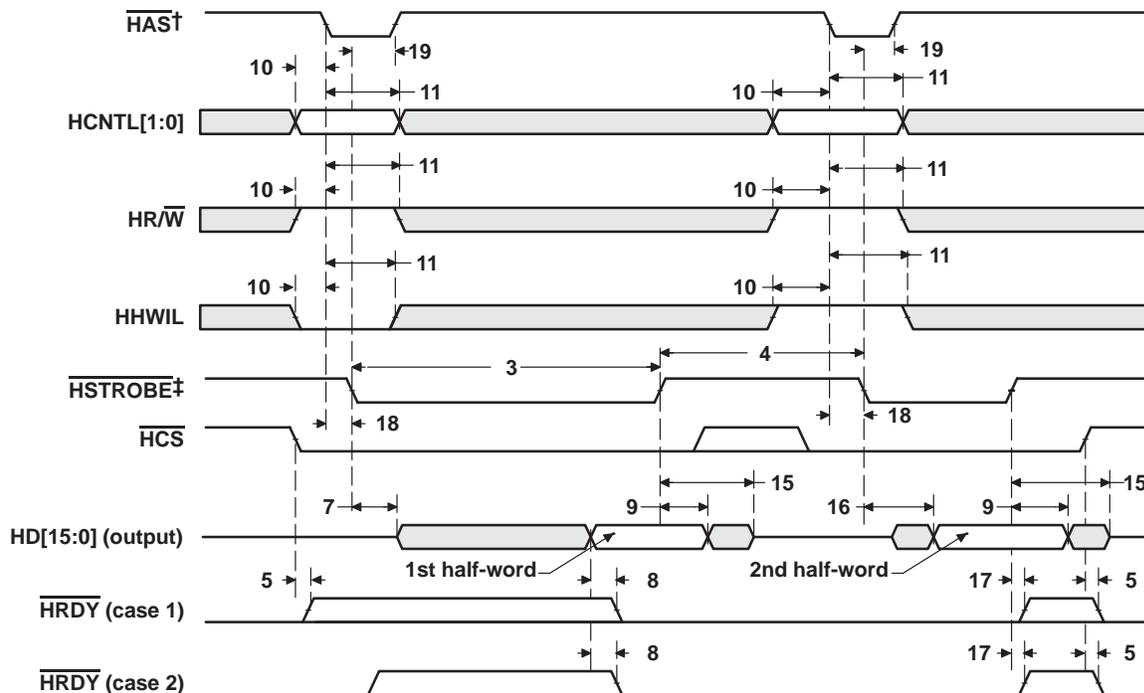 HAS†
19
19
10
11
11
10
HCNTL[1:0]
11
11
10
10
HR/W
11
11
10
10
HHWIL
3
4
HSTROBE‡
18
18
HCS
15
15
7
9
16
9
HD[15:0] (output)
1st half-word
2nd half-word
5
8
17
5
HRDY (case 1)
8
17
5
HRDY (case 2)